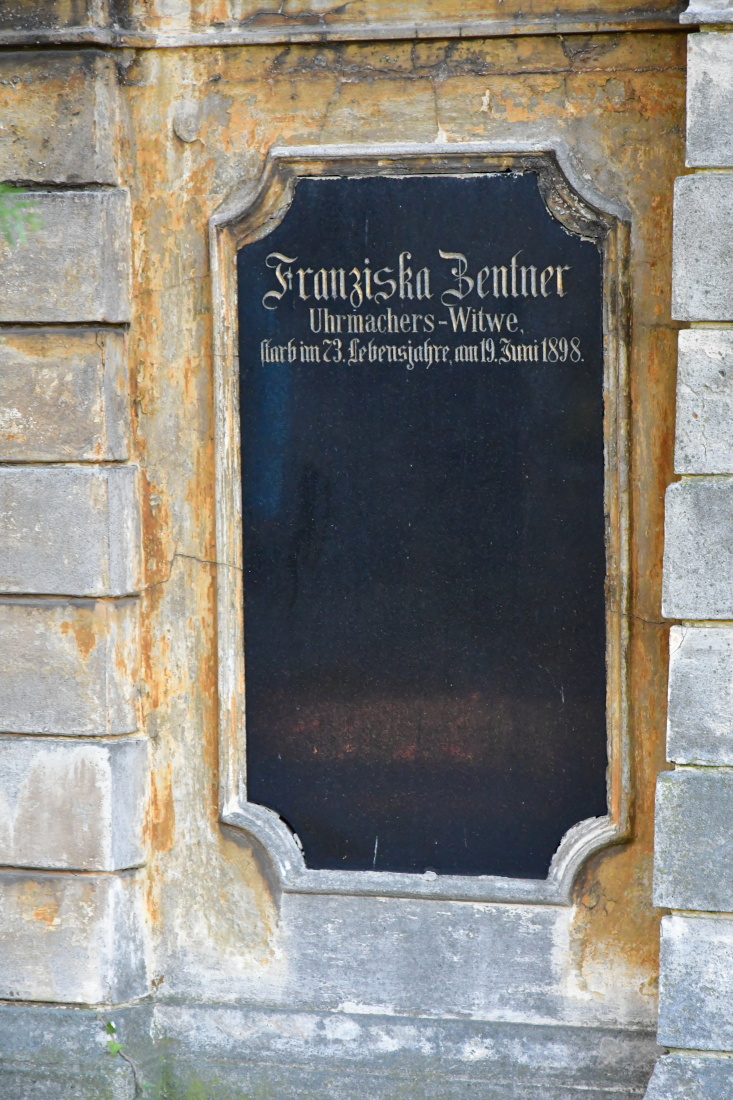 Franziska Bentner
Uhrmachers-Witwe,
starb im 73. Lebensjahre, am 19. Juni 1898.